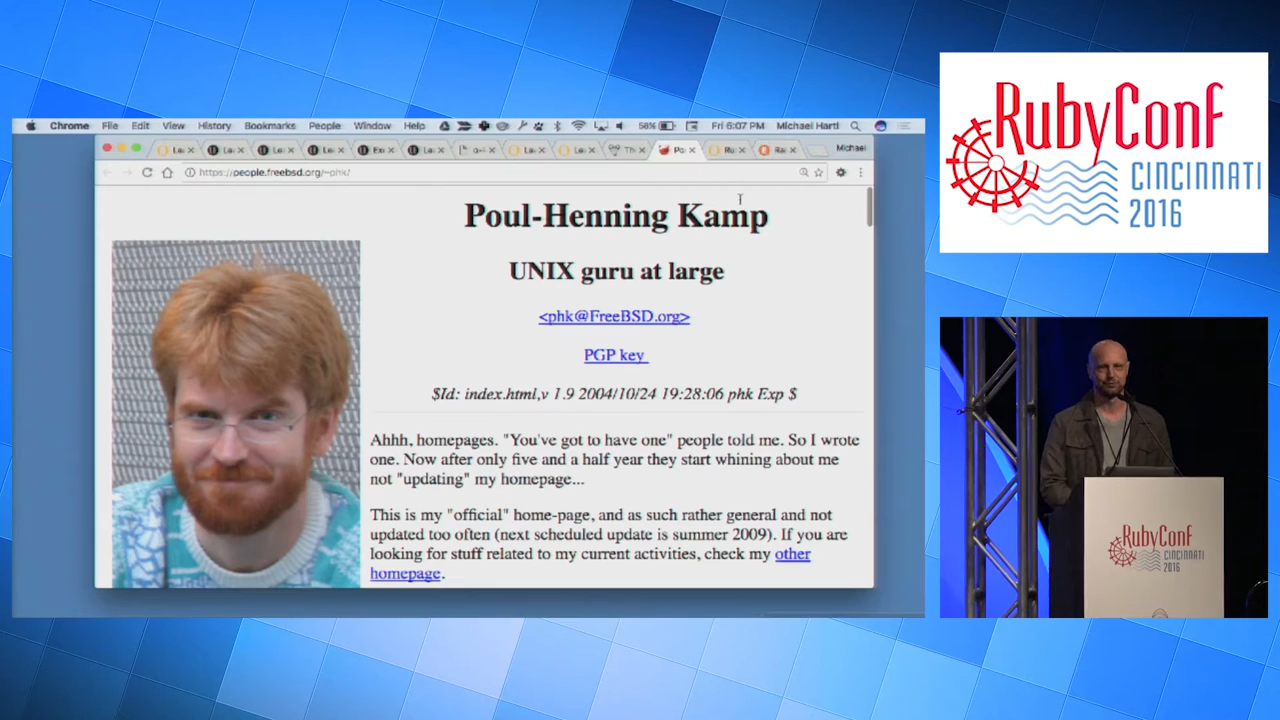 Chrome File Edit View History Bookmarks People Window Help 58% Fri 6:07 PM Michael Hartl
Michael
https://people.freebsd.org/~phk/
Poul-Henning Kamp
UNIX guru at large
<phk@FreeBSD.org>
PGP key
$Id: index.html,v 1.9 2004/10/24 19:28:06 phk Exp $
Ahhh, homepages. "You've got to have one" people told me. So I wrote
one. Now after only five and a half year they start whining about me
not "updating" my homepage...
This is my "official" home-page, and as such rather general and not
updated too often (next scheduled update is summer 2009). If you are
looking for stuff related to my current activities, check my other
homepage.
RubyConf
CINCINNATI
2016
RubyConf
CINCINNATI
2016